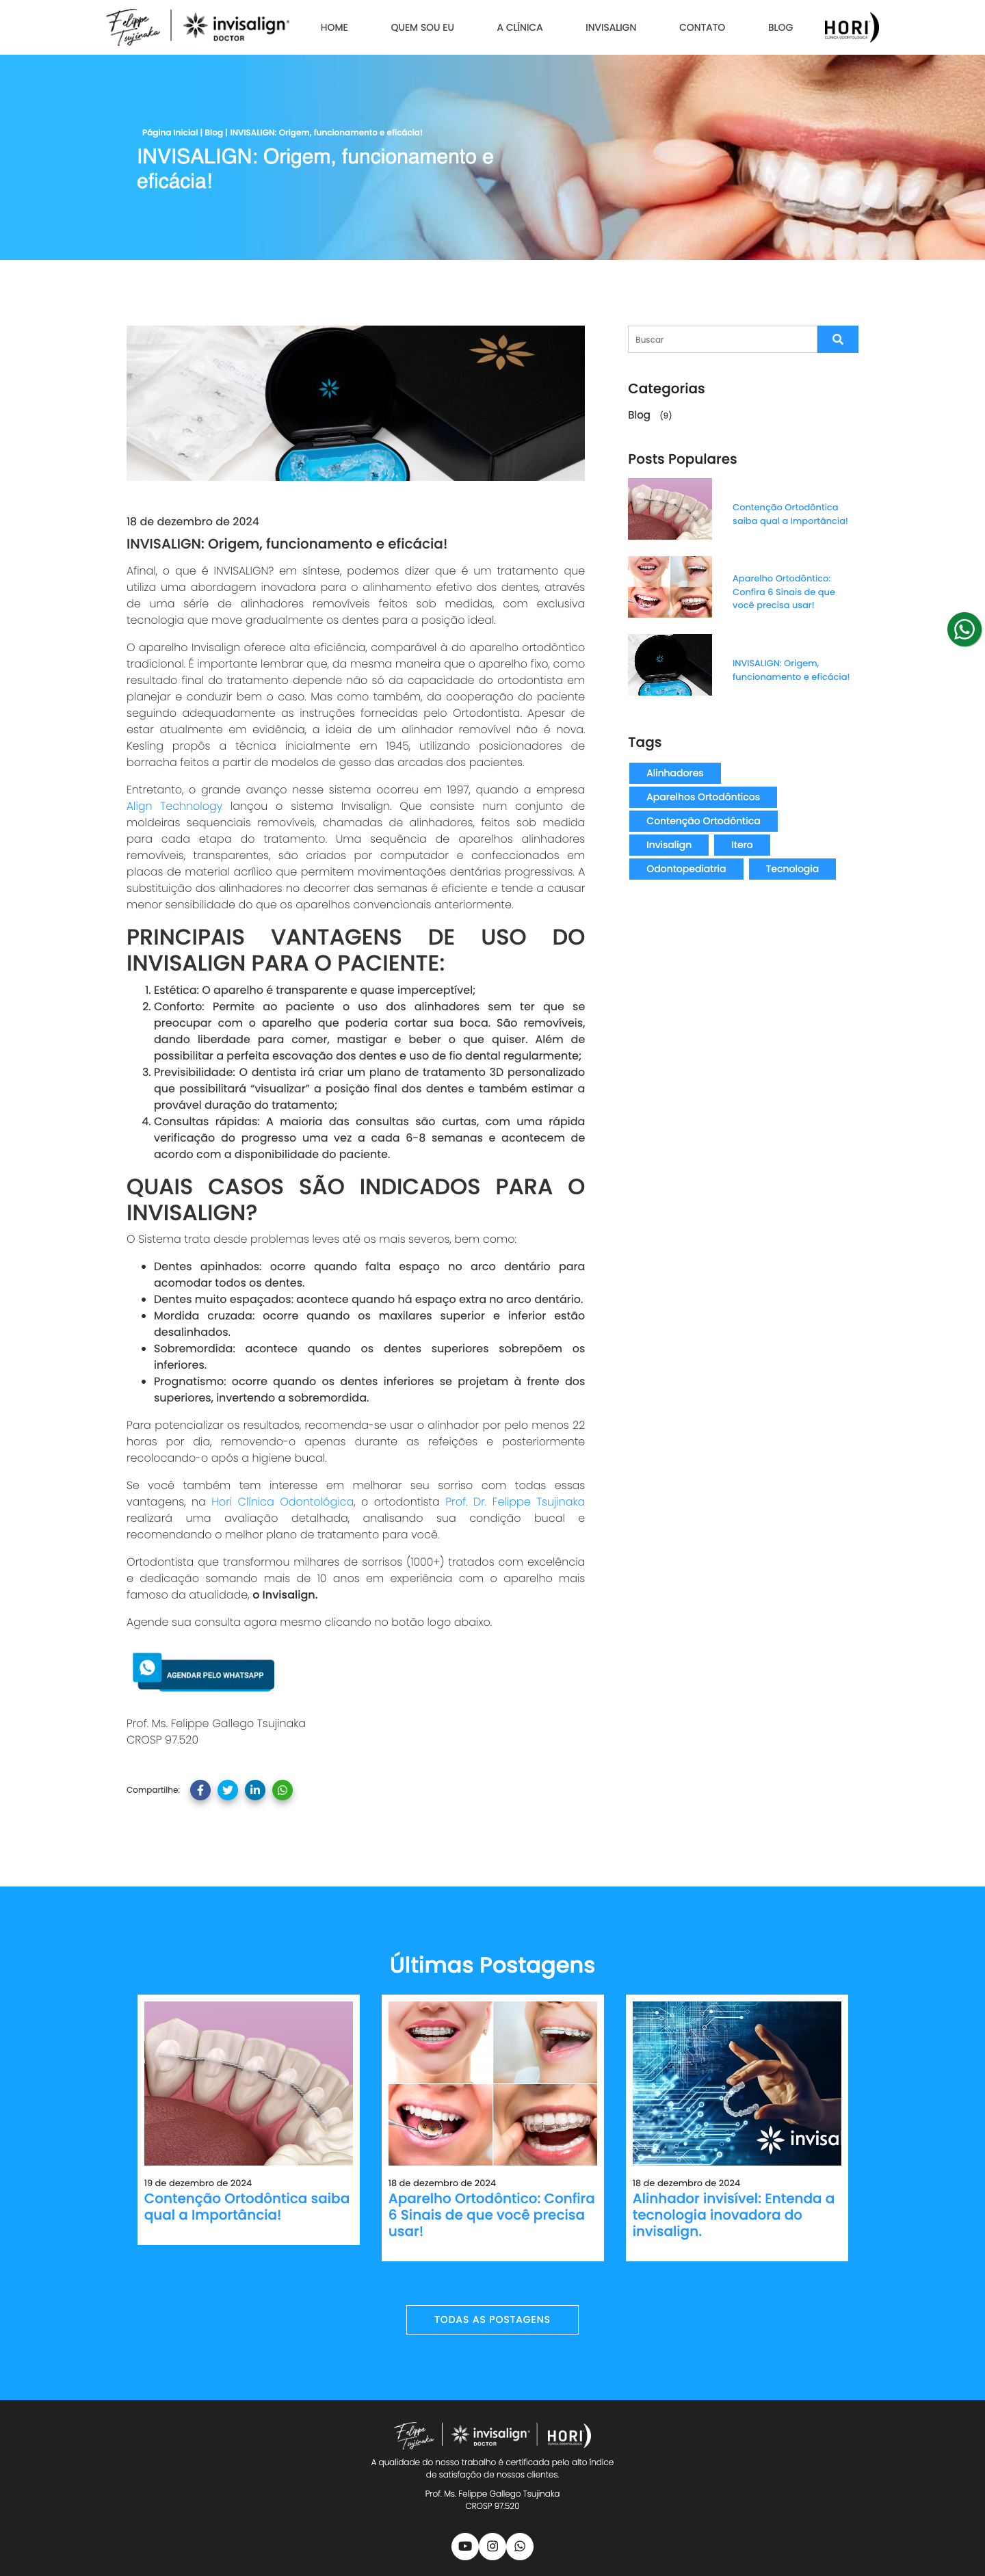 Felippe Tsujinaka
invisalign®
DOCTOR
HOME
QUEM SOU EU
A CLÍNICA
INVISALIGN
CONTATO
BLOG
HORI
CLÍNICA ODONTOLÓGICA
Página Inicial | Blog | INVISALIGN: Origem, funcionamento e eficácia!
INVISALIGN: Origem, funcionamento e
eficácia!
18 de dezembro de 2024
INVISALIGN: Origem, funcionamento e eficácia!
Afinal, o que é INVISALIGN? em síntese, podemos dizer que é um tratamento que
utiliza uma abordagem inovadora para o alinhamento efetivo dos dentes, através
de uma série de alinhadores removíveis feitos sob medidas, com exclusiva
tecnologia que move gradualmente os dentes para a posição ideal.
O aparelho Invisalign oferece alta eficiência, comparável à do aparelho ortodôntico
tradicional. É importante lembrar que, da mesma maneira que o aparelho fixo, como
resultado final do tratamento depende não só da capacidade do ortodontista em
planejar e conduzir bem o caso. Mas como também, da cooperação do paciente
seguindo adequadamente as instruções fornecidas pelo Ortodontista. Apesar de
estar atualmente em evidência, a ideia de um alinhador removível não é nova.
Kesling propôs a técnica inicialmente em 1945, utilizando posicionadores de
borracha feitos a partir de modelos de gesso das arcadas dos pacientes.
Entretanto, o grande avanço nesse sistema ocorreu em 1997, quando a empresa
Align Technology lançou o sistema Invisalign. Que consiste num conjunto de
moldeiras sequenciais removíveis, chamadas de alinhadores, feitos sob medida
para cada etapa do tratamento. Uma sequência de aparelhos alinhadores
removíveis, transparentes, são criados por computador e confeccionados em
placas de material acrílico que permitem movimentações dentárias progressivas. A
substituição dos alinhadores no decorrer das semanas é eficiente e tende a causar
menor sensibilidade do que os aparelhos convencionais anteriormente.
PRINCIPAIS VANTAGENS DE USO DO
INVISALIGN PARA O PACIENTE:
1. Estética: O aparelho é transparente e quase imperceptível;
2. Conforto: Permite ao paciente o uso dos alinhadores sem ter que se
preocupar com o aparelho que poderia cortar sua boca. São removíveis,
dando liberdade para comer, mastigar e beber o que quiser. Além de
possibilitar a perfeita escovação dos dentes e uso de fio dental regularmente;
3. Previsibilidade: O dentista irá criar um plano de tratamento 3D personalizado
que possibilitará “visualizar” a posição final dos dentes e também estimar a
provável duração do tratamento;
4. Consultas rápidas: A maioria das consultas são curtas, com uma rápida
verificação do progresso uma vez a cada 6-8 semanas e acontecem de
acordo com a disponibilidade do paciente.
QUAIS CASOS SÃO INDICADOS PARA O
INVISALIGN?
O Sistema trata desde problemas leves até os mais severos, bem como:
• Dentes apinhados: ocorre quando falta espaço no arco dentário para
acomodar todos os dentes.
• Dentes muito espaçados: acontece quando há espaço extra no arco dentário.
• Mordida cruzada: ocorre quando os maxilares superior e inferior estão
desalinhados.
• Sobremordida: acontece quando os dentes superiores sobrepõem os
inferiores.
• Prognatismo: ocorre quando os dentes inferiores se projetam à frente dos
superiores, invertendo a sobremordida.
Para potencializar os resultados, recomenda-se usar o alinhador por pelo menos 22
horas por dia, removendo-o apenas durante as refeições e posteriormente
recolocando-o após a higiene bucal.
Se você também tem interesse em melhorar seu sorriso com todas essas
vantagens, na Hori Clínica Odontológica, o ortodontista Prof. Dr. Felippe Tsujinaka
realizará uma avaliação detalhada, analisando sua condição bucal e
recomendando o melhor plano de tratamento para você.
Ortodontista que transformou milhares de sorrisos (1000+) tratados com excelência
e dedicação somando mais de 10 anos em experiência com o aparelho mais
famoso da atualidade, o Invisalign.
Agende sua consulta agora mesmo clicando no botão logo abaixo.
AGENDAR PELO WHATSAPP
Prof. Ms. Felippe Gallego Tsujinaka
CROSP 97.520
Compartilhe:
Buscar
Categorias
Blog (9)
Posts Populares
Contenção Ortodôntica
saiba qual a Importância!
Aparelho Ortodôntico:
Confira 6 Sinais de que
você precisa usar!
INVISALIGN: Origem,
funcionamento e eficácia!
Tags
Alinhadores
Aparelhos Ortodônticos
Contenção Ortodôntica
Invisalign
Itero
Odontopediatria
Tecnologia
Últimas Postagens
19 de dezembro de 2024
Contenção Ortodôntica saiba
qual a Importância!
18 de dezembro de 2024
Aparelho Ortodôntico: Confira
6 Sinais de que você precisa
usar!
invisa
18 de dezembro de 2024
Alinhador invisível: Entenda a
tecnologia inovadora do
invisalign.
TODAS AS POSTAGENS
Felippe Tsujinaka
invisalign®
DOCTOR
HORI
CLÍNICA ODONTOLÓGICA
A qualidade do nosso trabalho é certificada pelo alto índice
de satisfação de nossos clientes.
Prof. Ms. Felippe Gallego Tsujinaka
CROSP 97.520